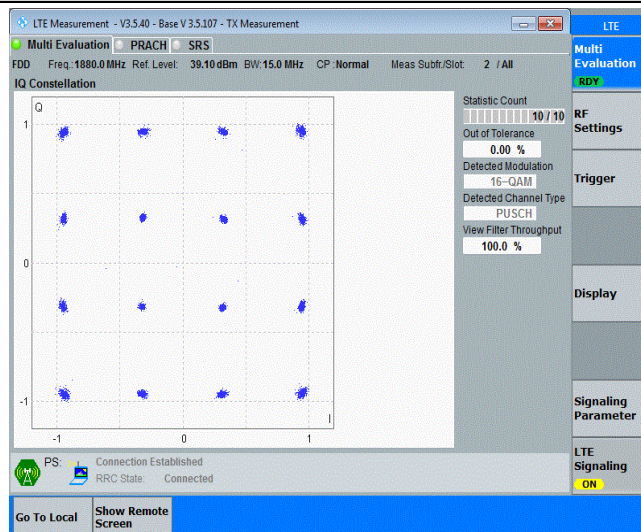 LTE Measurement - V3.5.40 - Base V 3.5.107 - TX Measurement
LTE
Multi Evaluation PRACH SRS
Multi
Evaluation
RDY
FDD Freq.:1880.0 MHz Ref. Level: 39.10 dBm BW:15.0 MHz CP :Normal Meas Subfr./Slot: 2 / All
IQ Constellation
Q
1
0
-1
-1 0 1
I
Statistic Count
10 / 10
Out of Tolerance
0.00 %
Detected Modulation
16-QAM
Detected Channel Type
PUSCH
View Filter Throughput
100.0 %
RF
Settings
Trigger
Display
Signaling
Parameter
LTE
Signaling
ON
PS: Connection Established
RRC State: Connected
Go To Local
Show Remote
Screen